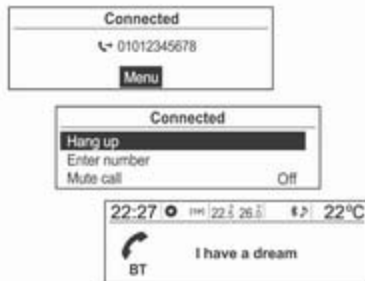 Connected
01012345678
Menu
Connected
Hang up
Enter number
Mute call Off
22:27 22.5 26.5 22°C
I have a dream
BT